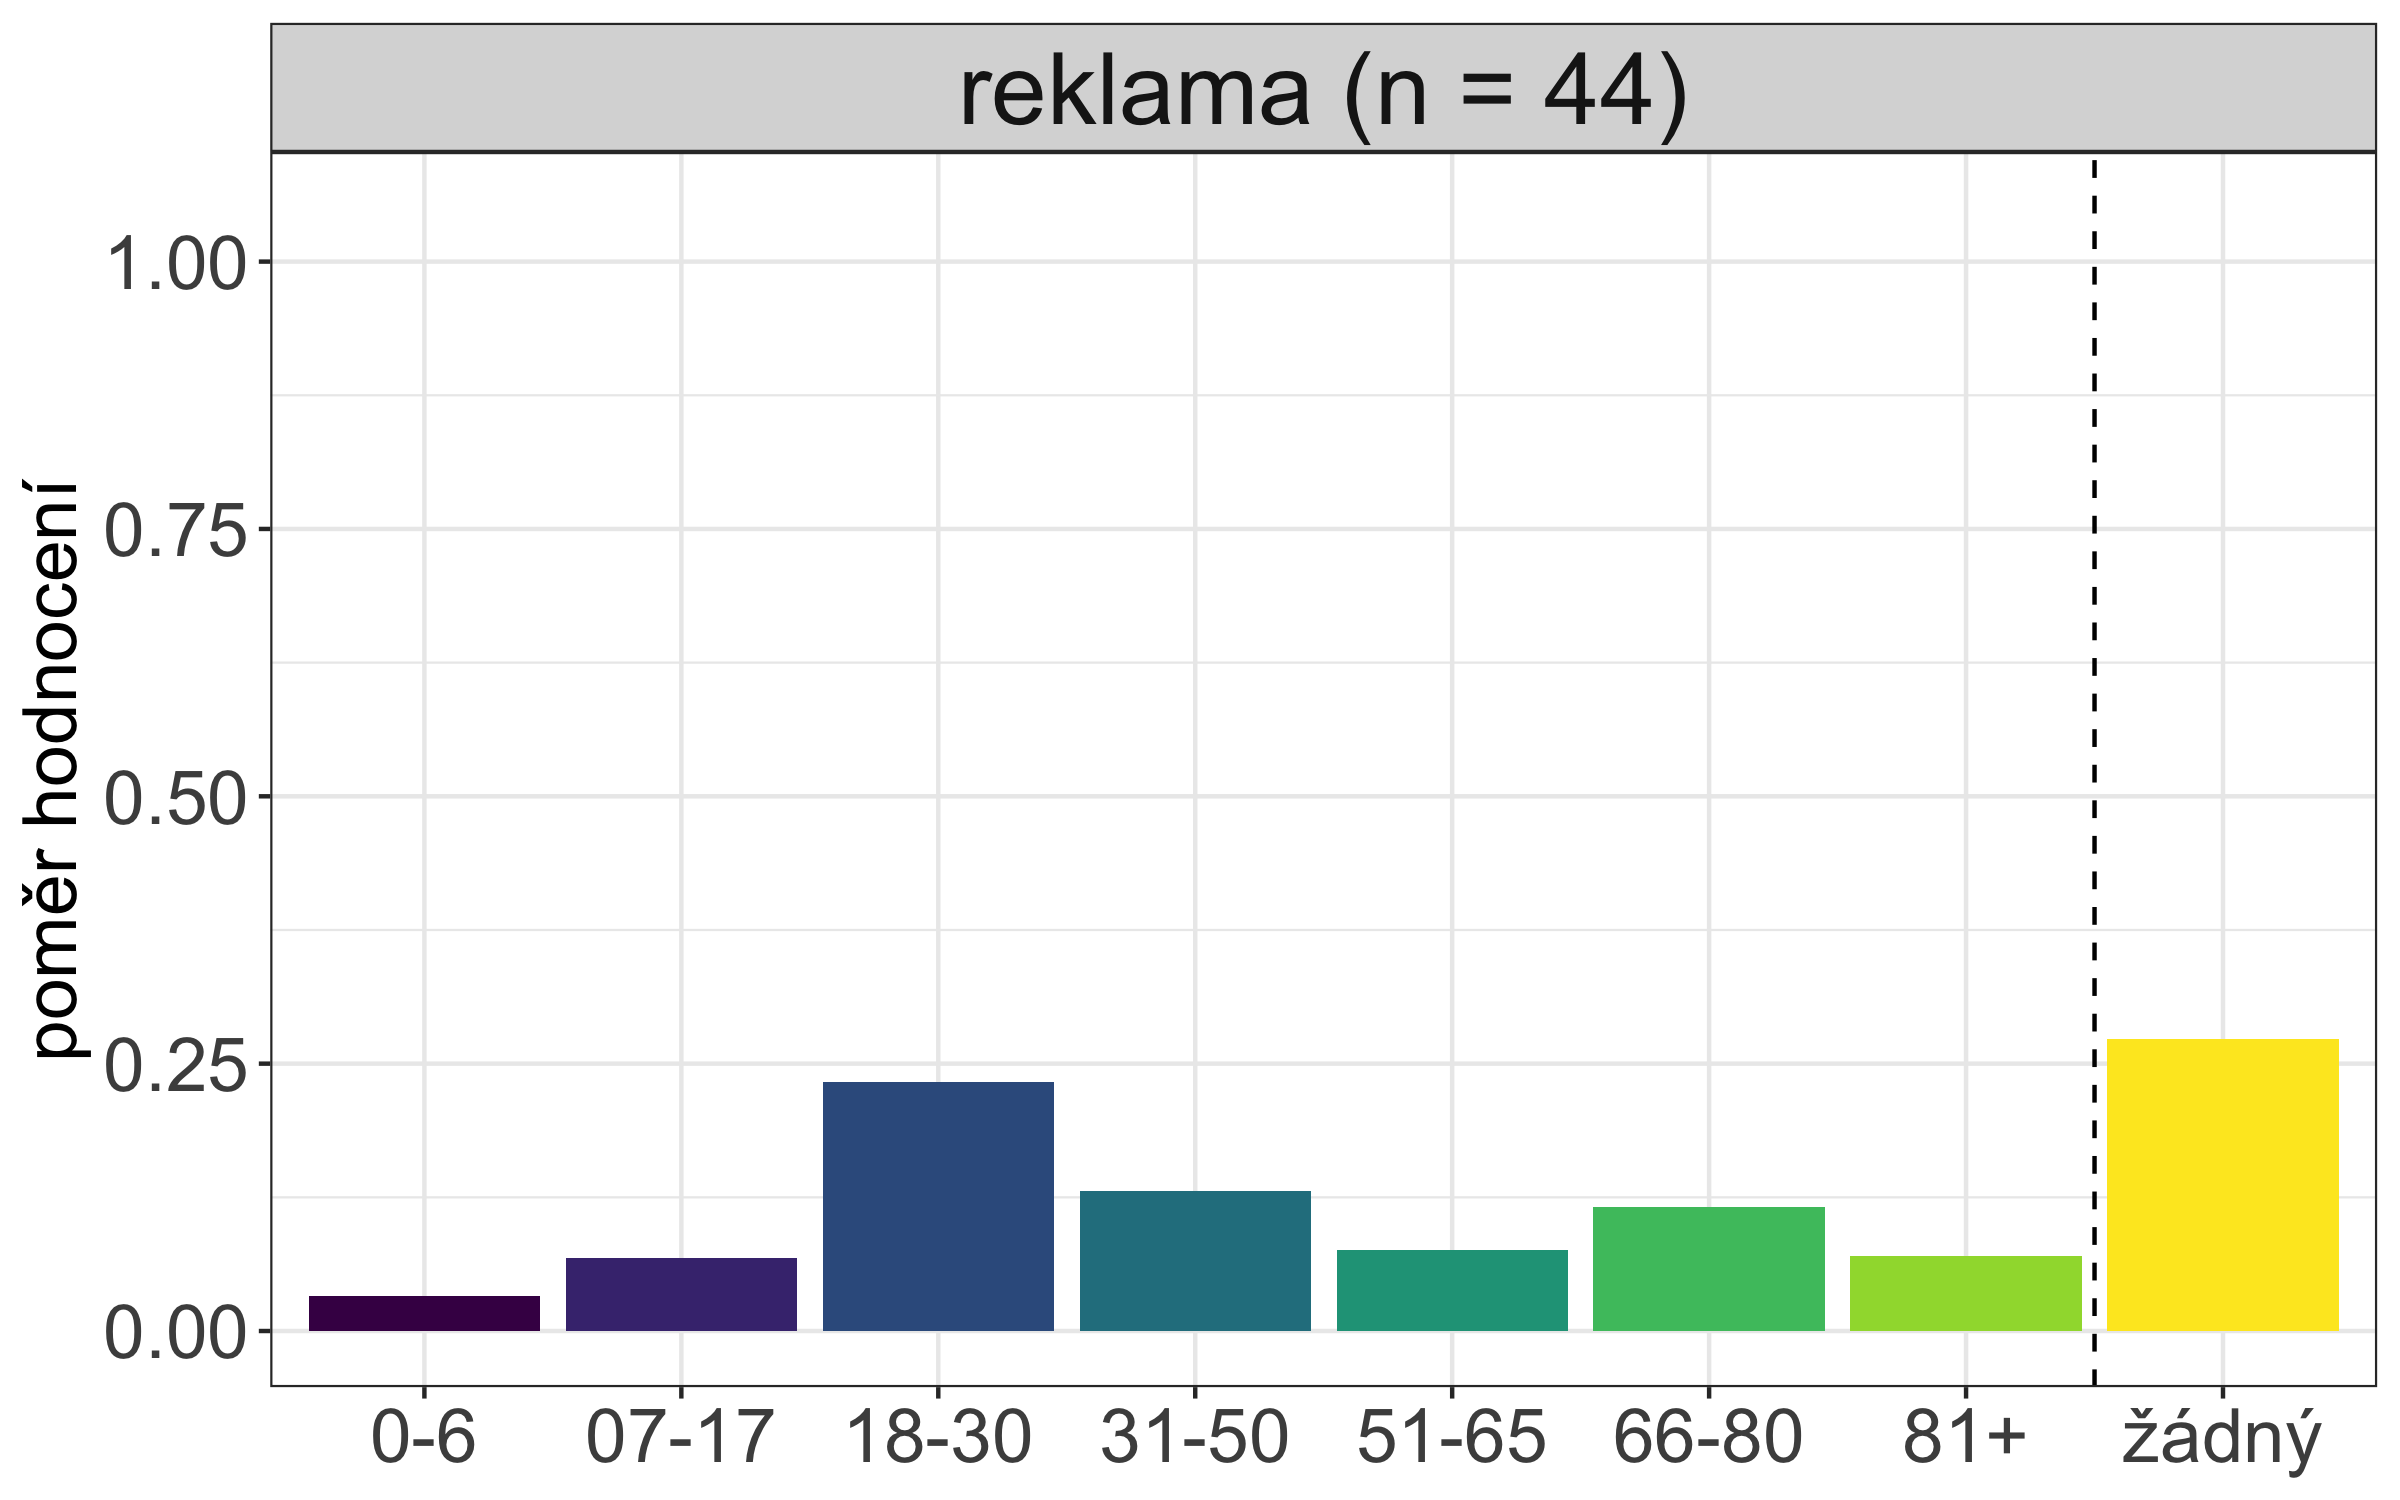 reklama (n = 44)
poměr hodnocení
1.00
0.75
0.50
0.25
0.00
0-6 07-17 18-30 31-50 51-65 66-80 81+ žádný